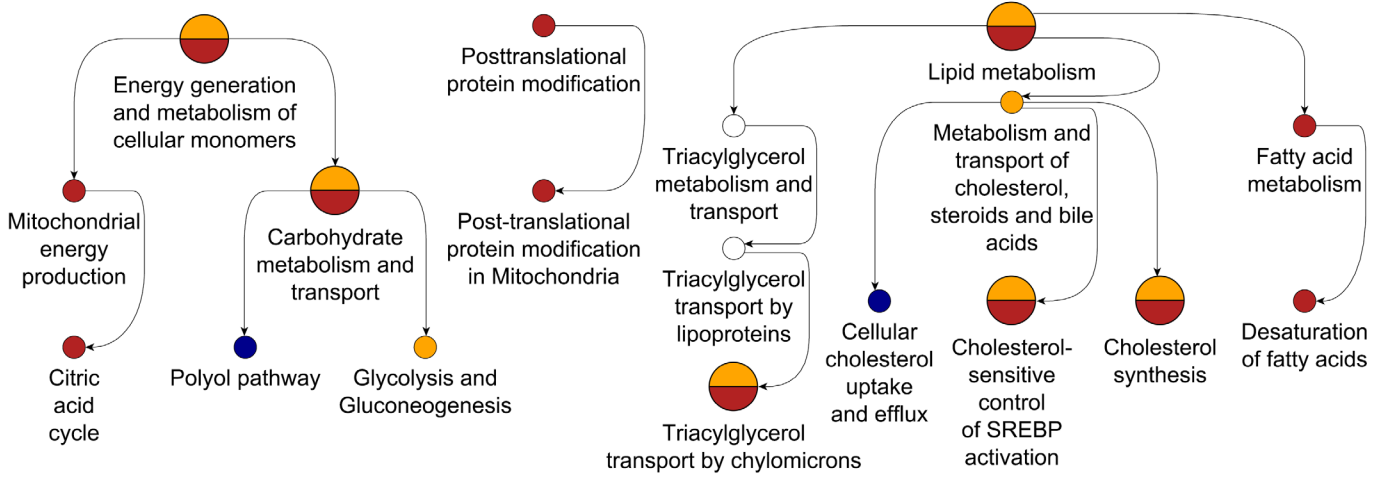 Energy generation
and metabolism of
cellular monomers
Mitochondrial
energy
production
Citric
acid
cycle
Carbohydrate
metabolism and
transport
Polyol pathway
Glycolysis and
Gluconeogenesis
Posttranslational
protein modification
Post-translational
protein modification
in Mitochondria
Lipid metabolism
Triacylglycerol
metabolism and
transport
Triacylglycerol
transport by
lipoproteins
Triacylglycerol
transport by chylomicrons
Metabolism and
transport of
cholesterol,
steroids and bile
acids
Cellular
cholesterol
uptake
and efflux
Cholesterol-
sensitive
control
of SREBP
activation
Cholesterol
synthesis
Fatty acid
metabolism
Desaturation
of fatty acids